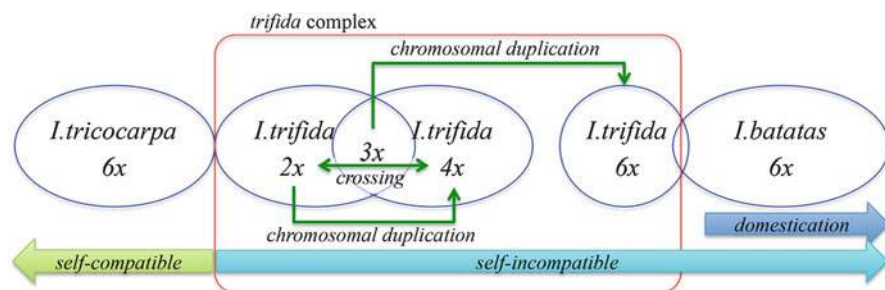 trifida complex
chromosomal duplication
I.tricocarpa
6x
I.trifida
2x
3x
crossing
I.trifida
4x
I.trifida
6x
I.batatas
6x
chromosomal duplication
domestication
self-compatible
self-incompatible